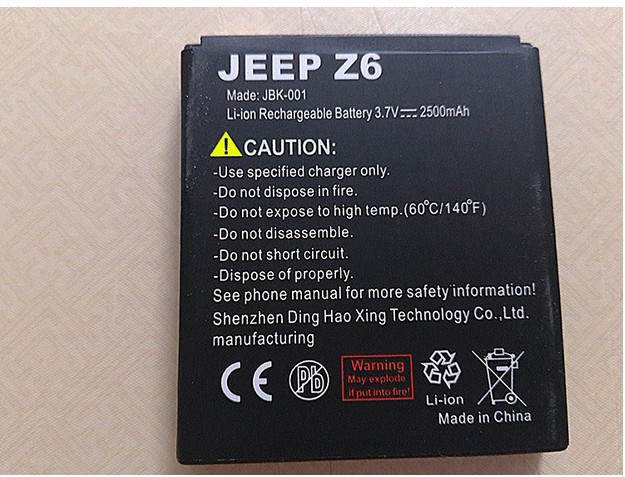 JEEP Z6
Made: JBK-001
Li-ion Rechargeable Battery 3.7V⎓2500mAh
CAUTION:
-Use specified charger only.
-Do not dispose in fire.
-Do not expose to high temp.(60°C/140°F)
-Do not disassemble.
-Do not short circuit.
-Dispose of properly.
See phone manual for more safety information!
Shenzhen Ding Hao Xing Technology Co.,Ltd.
manufacturing
CE Pb
Warning
May explode
if put into fire!
Li-ion
Made in China